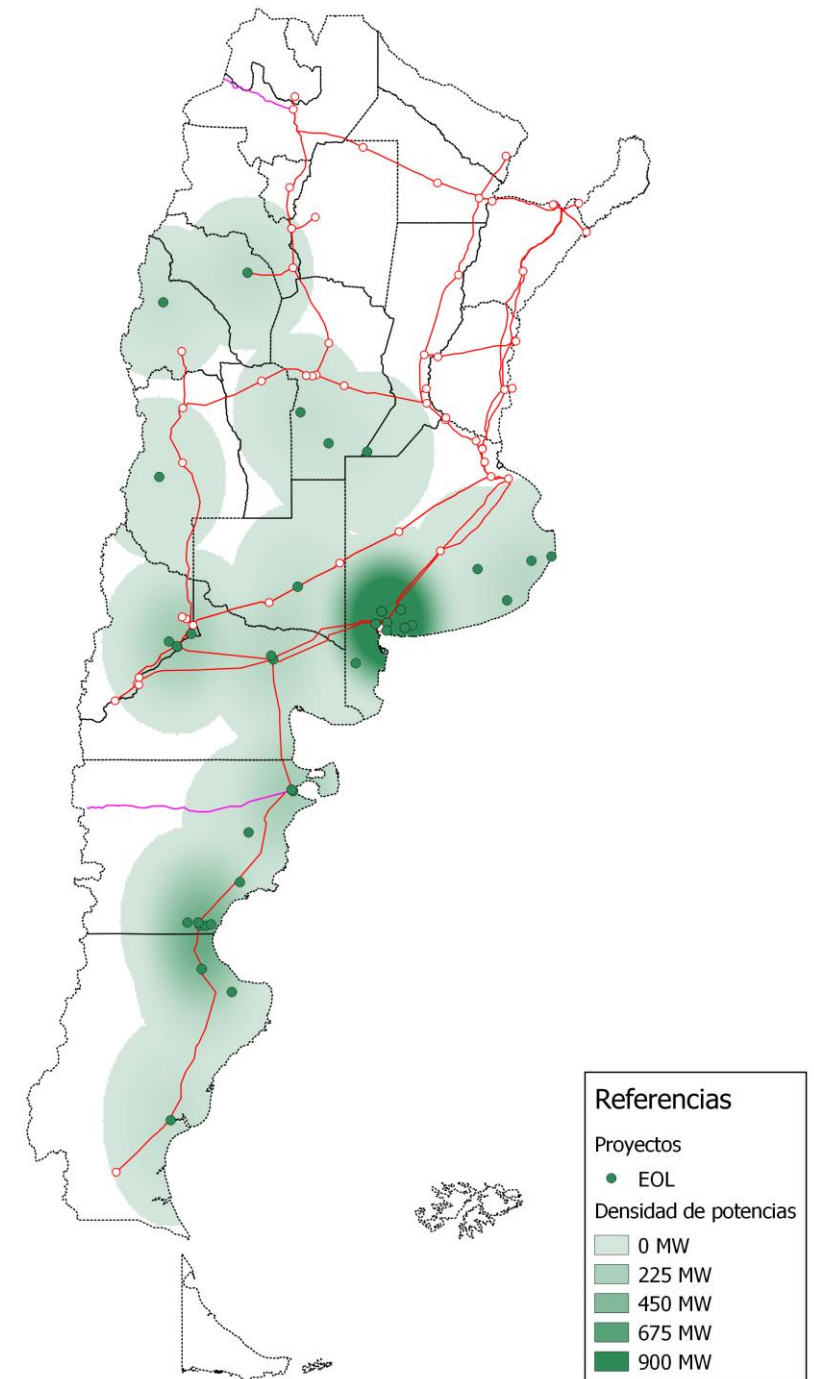 Referencias
Proyectos
EOL
Densidad de potencias
0 MW
225 MW
450 MW
675 MW
900 MW